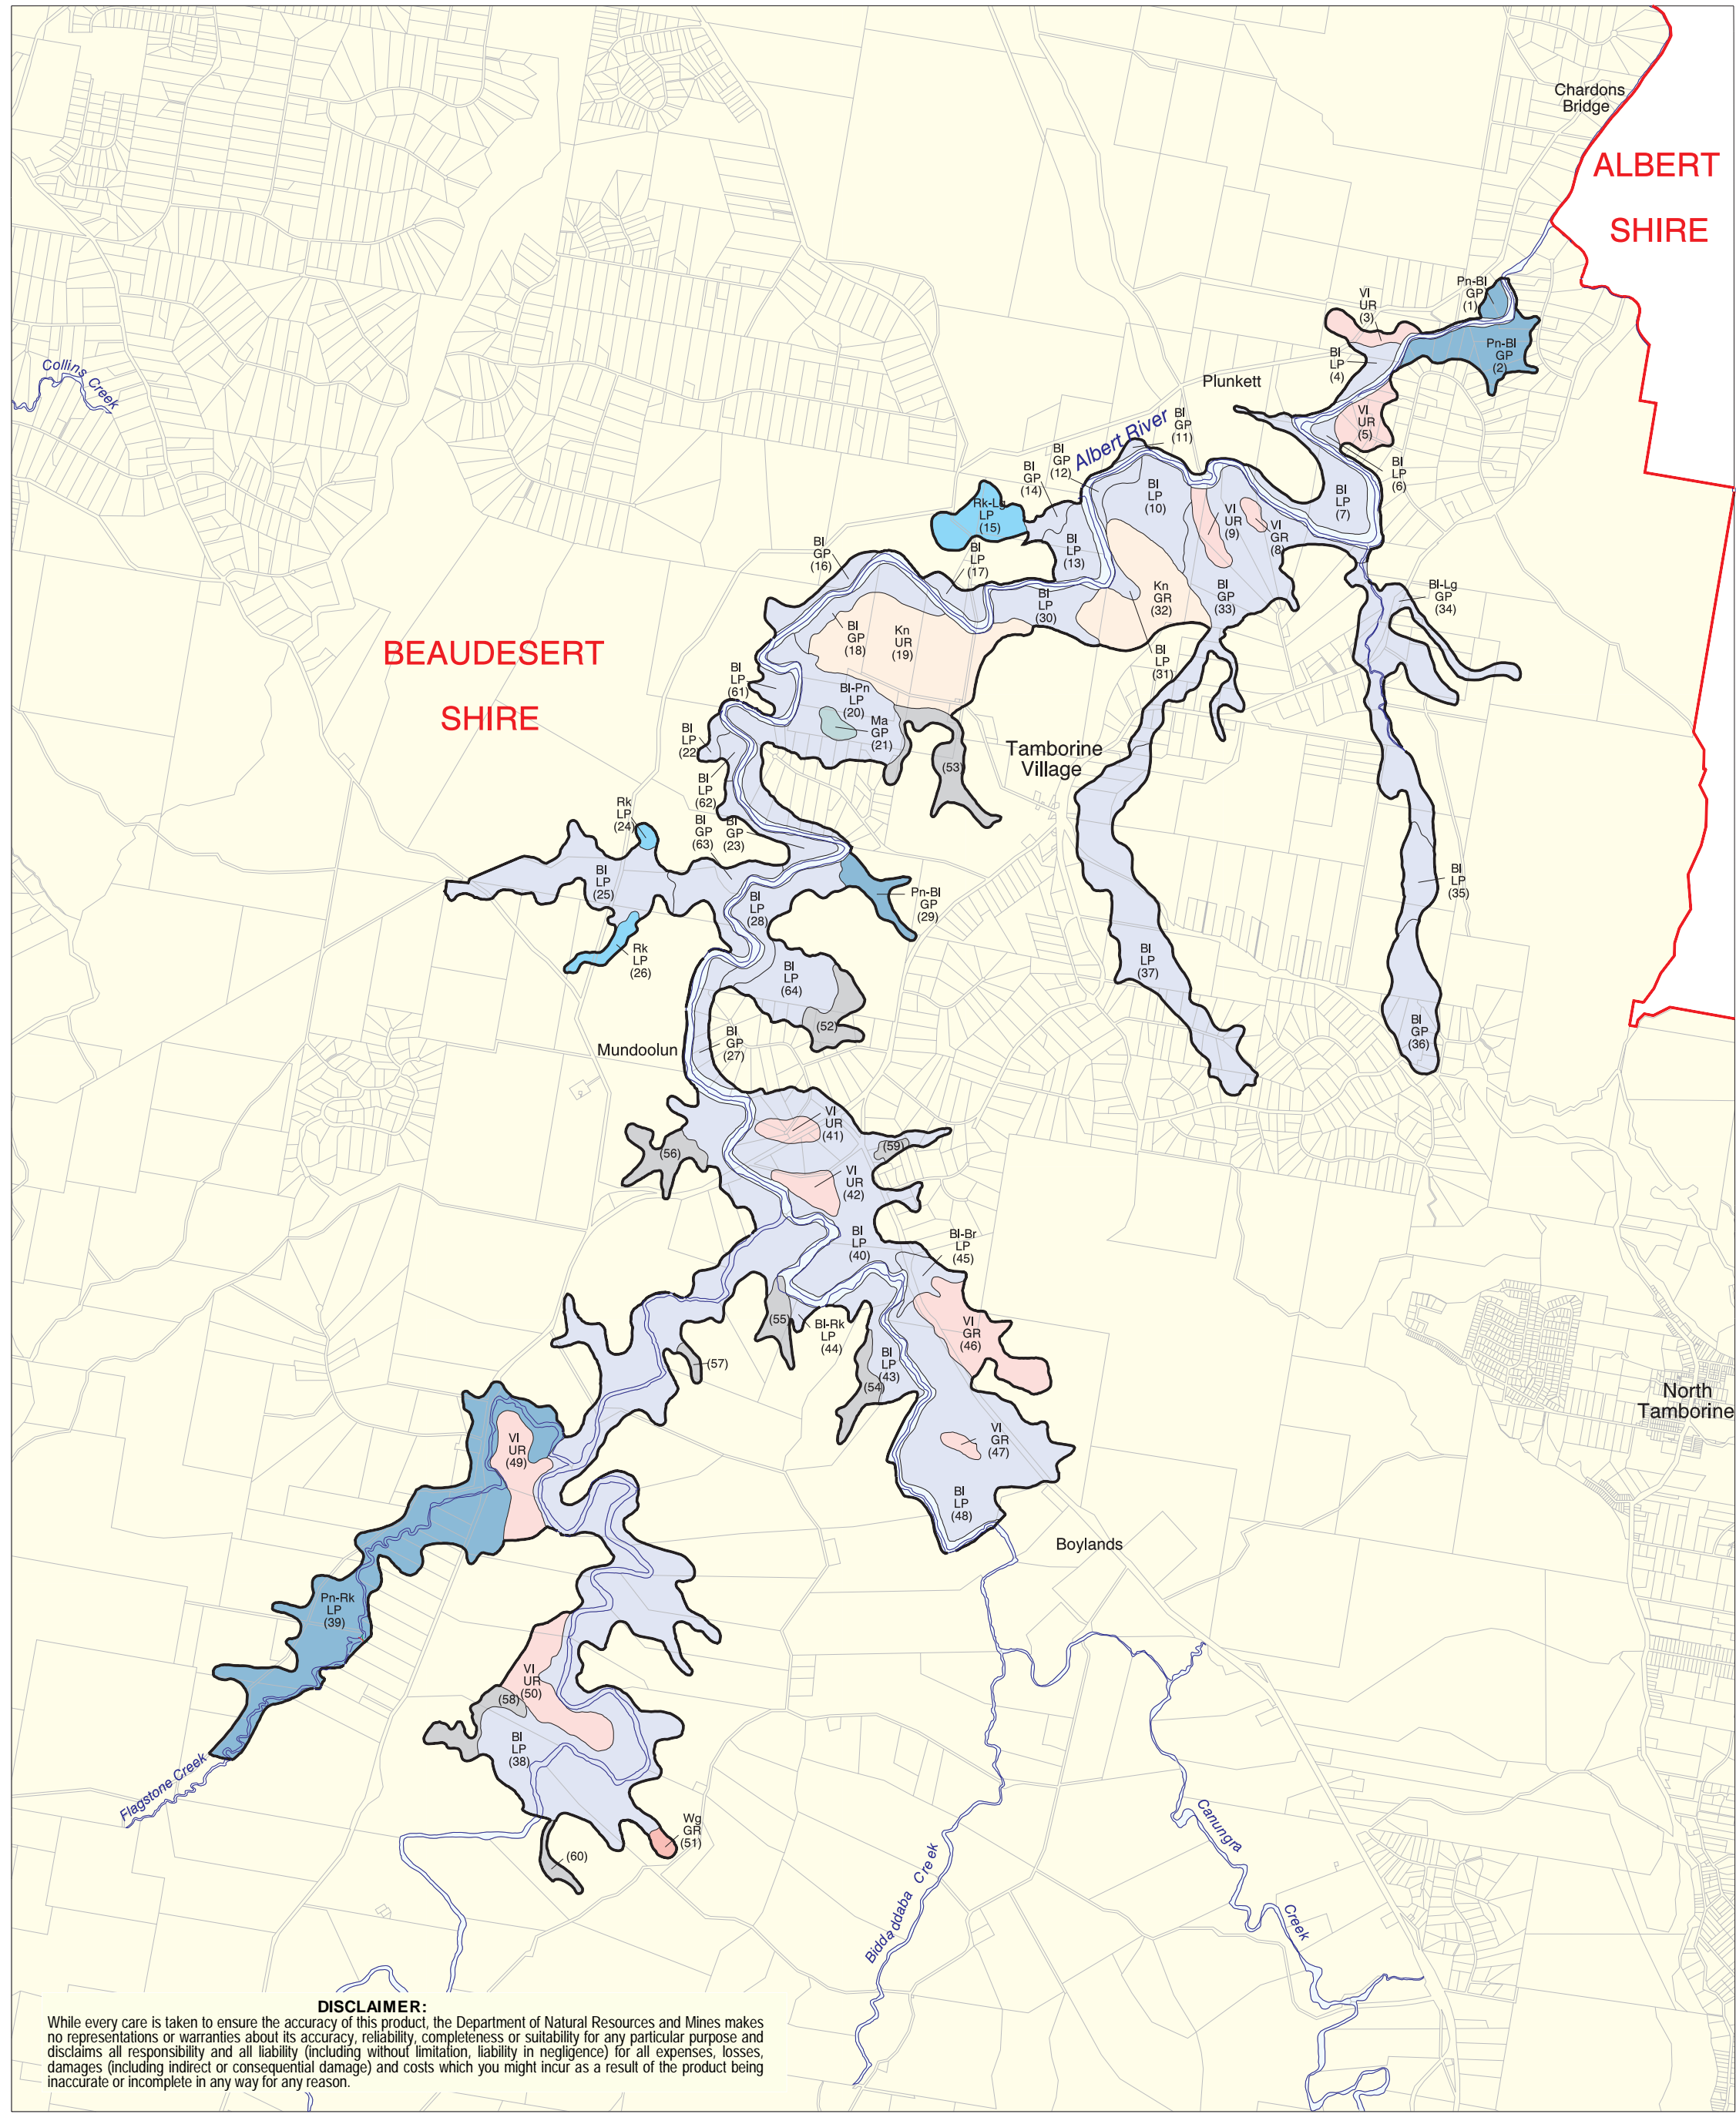 Chardons
Bridge
ALBERT
SHIRE
Pn-Bl
GP
(1)
VI
UR
(3)
Pn-Bl
GP
(2)
Bl
LP
(4)
Collins Creek
Plunkett
VI
UR
(5)
Albert River
Bl
GP
(11)
Bl
GP
(12)
Bl
LP
(6)
Bl
GP
(14)
Bl
LP
(10)
Bl
LP
(7)
Rk-Lg
LP
(15)
VI
UR
(9)
VI
GR
(8)
Bl
GP
(16)
Bl
LP
(17)
Bl
LP
(13)
Bl
LP
(30)
Kn
GR
(32)
Bl
GP
(33)
Bl-Lg
GP
(34)
BEAUDESERT
SHIRE
Bl
GP
(18)
Kn
UR
(19)
Bl
LP
(31)
Bl
LP
(61)
Bl-Pn
LP
(20)
Ma
GP
(21)
Bl
LP
(22)
Tamborine
Village
(53)
Bl
LP
(62)
Rk
LP
(24)
Bl
GP
(63)
Bl
GP
(23)
Bl
LP
(25)
Bl
LP
(28)
Pn-Bl
GP
(29)
Bl
LP
(35)
Rk
LP
(26)
Bl
LP
(64)
Bl
LP
(37)
(52)
Bl
GP
(36)
Mundoolun
Bl
GP
(27)
VI
UR
(41)
(56)
(59)
VI
UR
(42)
Bl
LP
(40)
Bl-Br
LP
(45)
(55)
Bl-Rk
LP
(44)
VI
GR
(46)
(57)
Bl
LP
(43)
(54)
North
Tamborine
VI
UR
(49)
VI
GR
(47)
Bl
LP
(48)
Boylands
Pn-Rk
LP
(39)
VI
UR
(50)
(58)
Bl
LP
(38)
Flagstone Creek
Wg
GR
(51)
(60)
Biddaddaba Creek
Canungra
Creek
DISCLAIMER:
While every care is taken to ensure the accuracy of this product, the Department of Natural Resources and Mines makes
no representations or warranties about its accuracy, reliability, completeness or suitability for any particular purpose and
disclaims all responsibility and all liability (including without limitation, liability in negligence) for all expenses, losses,
damages (including indirect or consequential damage) and costs which you might incur as a result of the product being
inaccurate or incomplete in any way for any reason.